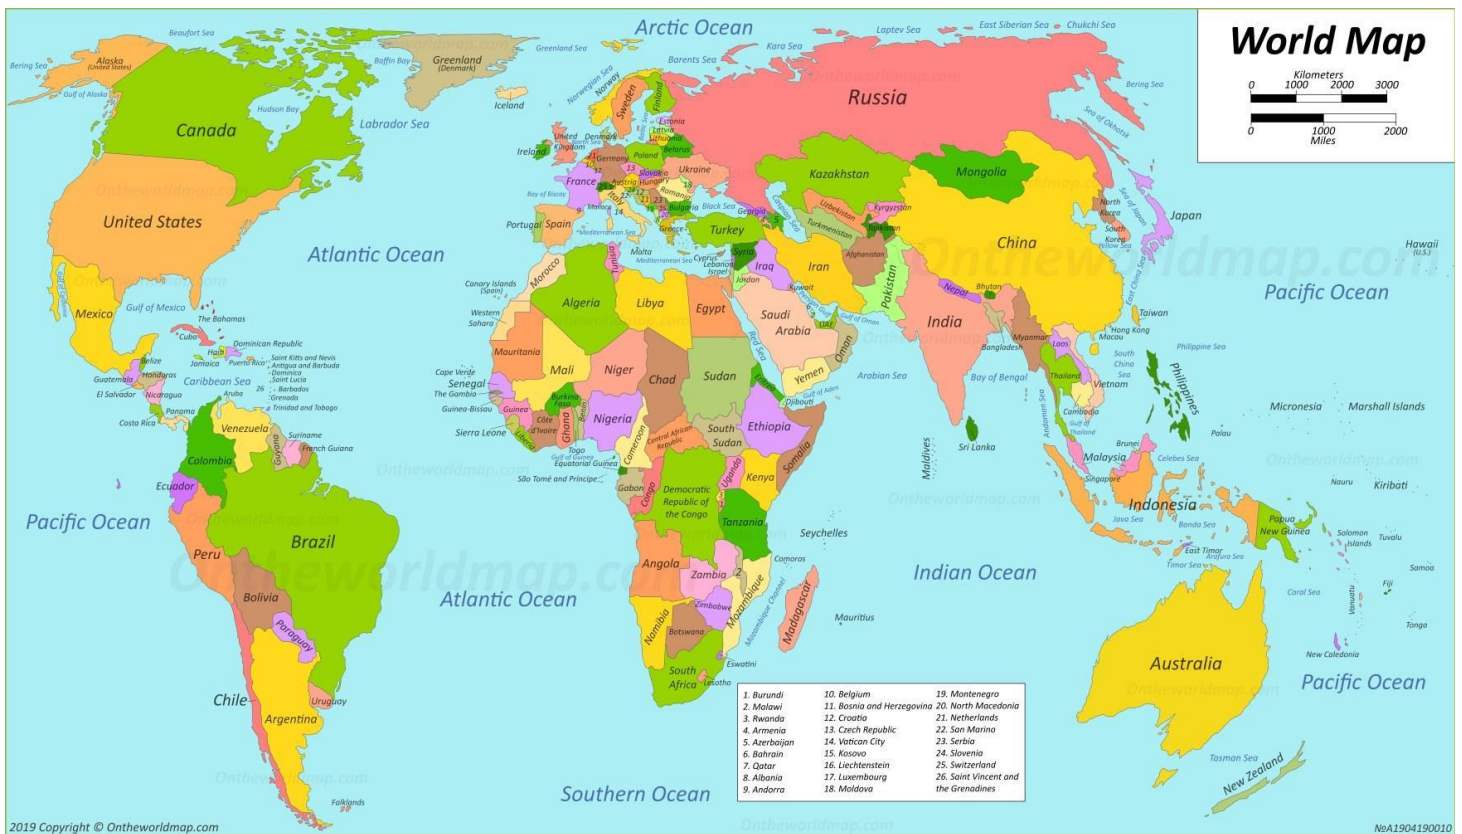 Arctic Ocean
World Map
Kilometers
0 1000 2000 3000
0 1000 2000
Miles
Beaufort Sea
Bering Sea
Alaska
(United States)
Gulf of Alaska
Baffin Bay
Greenland
(Denmark)
Greenland Sea
Norwegian Sea
Barents Sea
Kara Sea
Laptev Sea
East Siberian Sea
Chukchi Sea
Bering Sea
Sea of Okhotsk
Iceland
Hudson Bay
Canada
Labrador Sea
Norway
Sweden
Finland
Russia
Estonia
Latvia
Lithuania
Baltic Sea
Denmark
North Sea
United
Kingdom
Ireland
Belarus
Poland
Germany
Ukraine
Kazakhstan
Mongolia
France
Bay of Biscay
Slovakia
Austria
Hungary
Romania
Bulgaria
Italy
Monaco
Greece
Black Sea
Georgia
Caspian Sea
Uzbekistan
Kyrgyzstan
Turkmenistan
Tajikistan
United States
Atlantic Ocean
Portugal
Spain
Mediterranean Sea
Turkey
China
North
Korea
South
Korea
Sea of Japan
Japan
Yellow Sea
East China Sea
Hawaii
(U.S)
Pacific Ocean
Malta
Mediterranean Sea
Cyprus
Lebanon
Israel
Syria
Iraq
Jordan
Kuwait
Iran
Afghanistan
Pakistan
Persian Gulf
Gulf of Oman
Nepal
Bhutan
Morocco
Tunisia
Canary Islands
(Spain)
Western
Sahara
Algeria
Libya
Egypt
Saudi
Arabia
Red Sea
UAE
Oman
Yemen
Gulf of Aden
Arabian Sea
India
Bangladesh
Bay of Bengal
Myanmar
Laos
Thailand
Vietnam
Cambodia
Gulf of
Thailand
Andaman Sea
Hong Kong
Macau
Taiwan
South
China
Sea
Philippine Sea
Philippines
Gulf of California
Mexico
Gulf of Mexico
The Bahamas
Cuba
Haiti
Dominican Republic
Jamaica
Puerto Rico
Saint Kitts and Nevis
Antigua and Barbuda
Dominica
Saint Lucia
Barbados
Grenada
Trinidad and Tobago
26
Aruba
Caribbean Sea
Belize
Guatemala
Honduras
El Salvador
Nicaragua
Costa Rica
Panama
Mauritania
Mali
Niger
Chad
Sudan
Eritrea
Djibouti
Cape Verde
Senegal
The Gambia
Guinea-Bissau
Guinea
Sierra Leone
Liberia
Côte
d'Ivoire
Burkina
Faso
Ghana
Togo
Benin
Nigeria
Gulf of Guinea
Equatorial Guinea
São Tomé and Príncipe
Cameroon
Central African
Republic
South
Sudan
Ethiopia
Somalia
Gabon
Congo
Democratic
Republic of
the Congo
Uganda
Kenya
Tanzania
Maldives
Sri Lanka
Brunei
Malaysia
Singapore
Celebes Sea
Indonesia
Java Sea
Banda Sea
East Timor
Timor Sea
Arafura Sea
Papua
New Guinea
Palau
Micronesia
Marshall Islands
Nauru
Kiribati
Solomon
Islands
Tuvalu
Samoa
Fiji
Vanuatu
Tonga
New Caledonia
Coral Sea
Venezuela
Guyana
Suriname
French Guiana
Colombia
Ecuador
Pacific Ocean
Peru
Brazil
Bolivia
Paraguay
Chile
Uruguay
Argentina
Falklands
Atlantic Ocean
Angola
Zambia
2
Mozambique
Zimbabwe
Namibia
Botswana
South
Africa
Lesotho
Eswatini
Mozambique Channel
Comoros
Seychelles
Madagascar
Mauritius
Indian Ocean
Australia
Pacific Ocean
Tasman Sea
New Zealand
Southern Ocean
1. Burundi
2. Malawi
3. Rwanda
4. Armenia
5. Azerbaijan
6. Bahrain
7. Qatar
8. Albania
9. Andorra
10. Belgium
11. Bosnia and Herzegovina
12. Croatia
13. Czech Republic
14. Vatican City
15. Kosovo
16. Liechtenstein
17. Luxembourg
18. Moldova
19. Montenegro
20. North Macedonia
21. Netherlands
22. San Marino
23. Serbia
24. Slovenia
25. Switzerland
26. Saint Vincent and
the Grenadines
Ontheworldmap.com
2019 Copyright © Ontheworldmap.com
№A1904190010